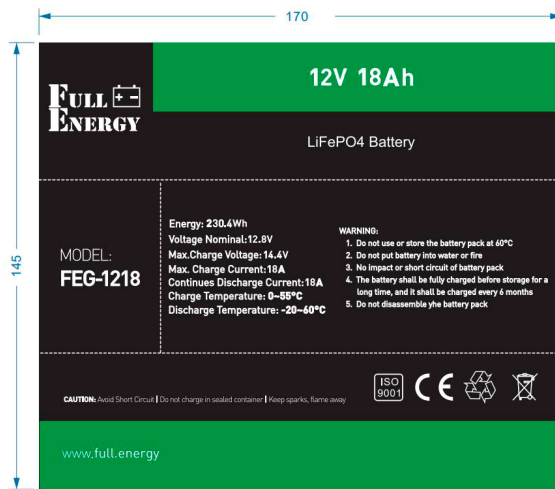 170
145
FULL
ENERGY
12V 18Ah
LiFePO4 Battery
MODEL:
FEG-1218
Energy: 230.4Wh
Voltage Nominal:12.8V
Max.Charge Voltage: 14.4V
Max. Charge Current:18A
Continues Discharge Current:18A
Charge Temperature: 0~55°C
Discharge Temperature: -20~60°C
WARNING:
1. Do not use or store the battery pack at 60°C
2. Do not put battery into water or fire
3. No impact or short circuit of battery pack
4. The battery shall be fully charged before storage for a
long time, and it shall be charged every 6 months
5. Do not disassemble yhe battery pack
CAUTION: Avoid Short Circuit | Do not charge in sealed container | Keep sparks, flame away
ISO
9001
CE
www.full.energy